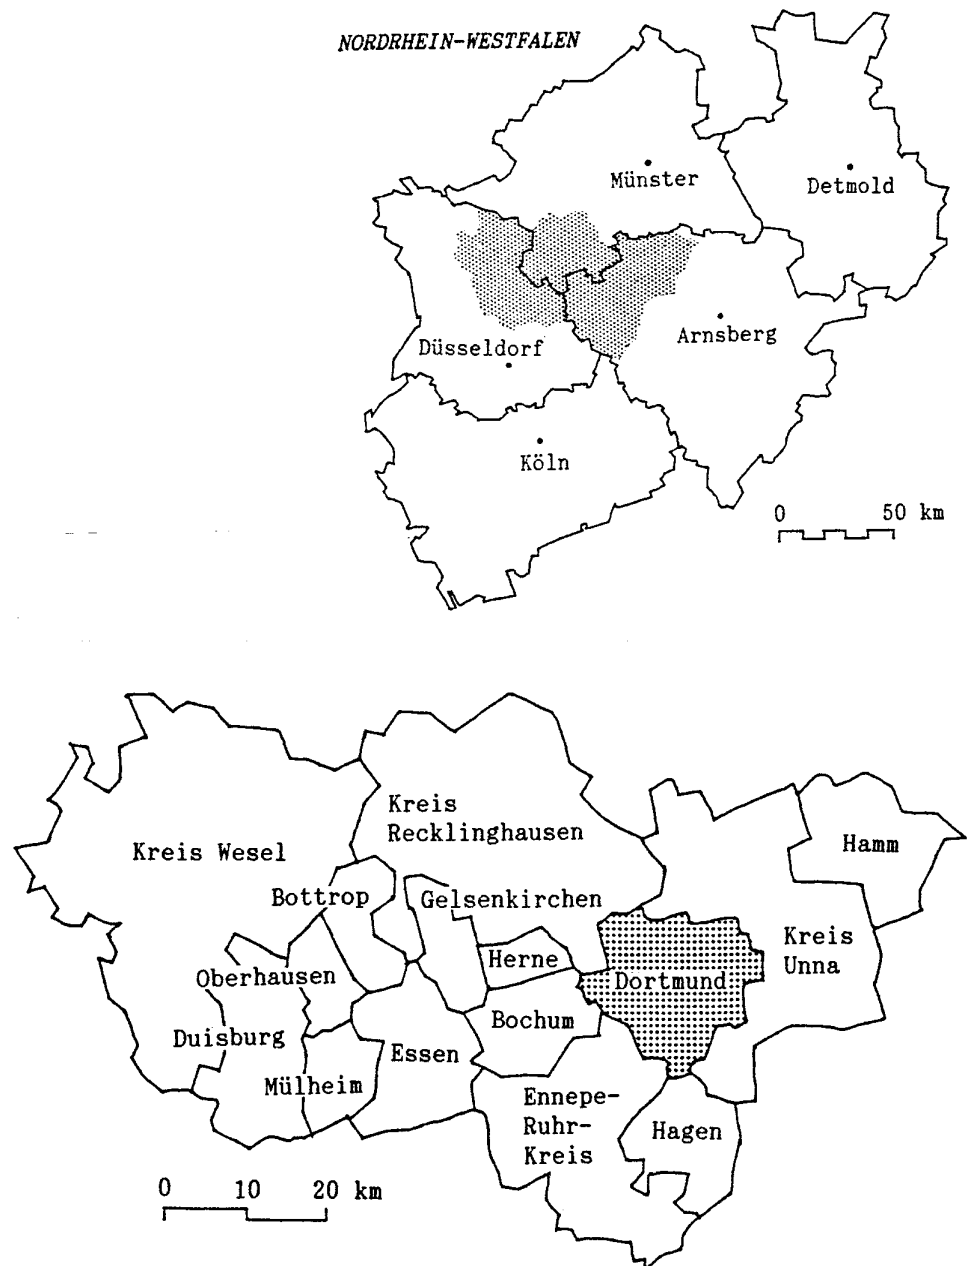 NORDRHEIN-WESTFALEN
Münster
Detmold
Düsseldorf
Arnsberg
Köln
0 50 km
Kreis
Recklinghausen
Kreis Wesel
Hamm
Bottrop
Gelsenkirchen
Kreis
Unna
Herne
Oberhausen
Dortmund
Bochum
Duisburg
Essen
Mülheim
Ennepe-
Ruhr-
Kreis
Hagen
0 10 20 km